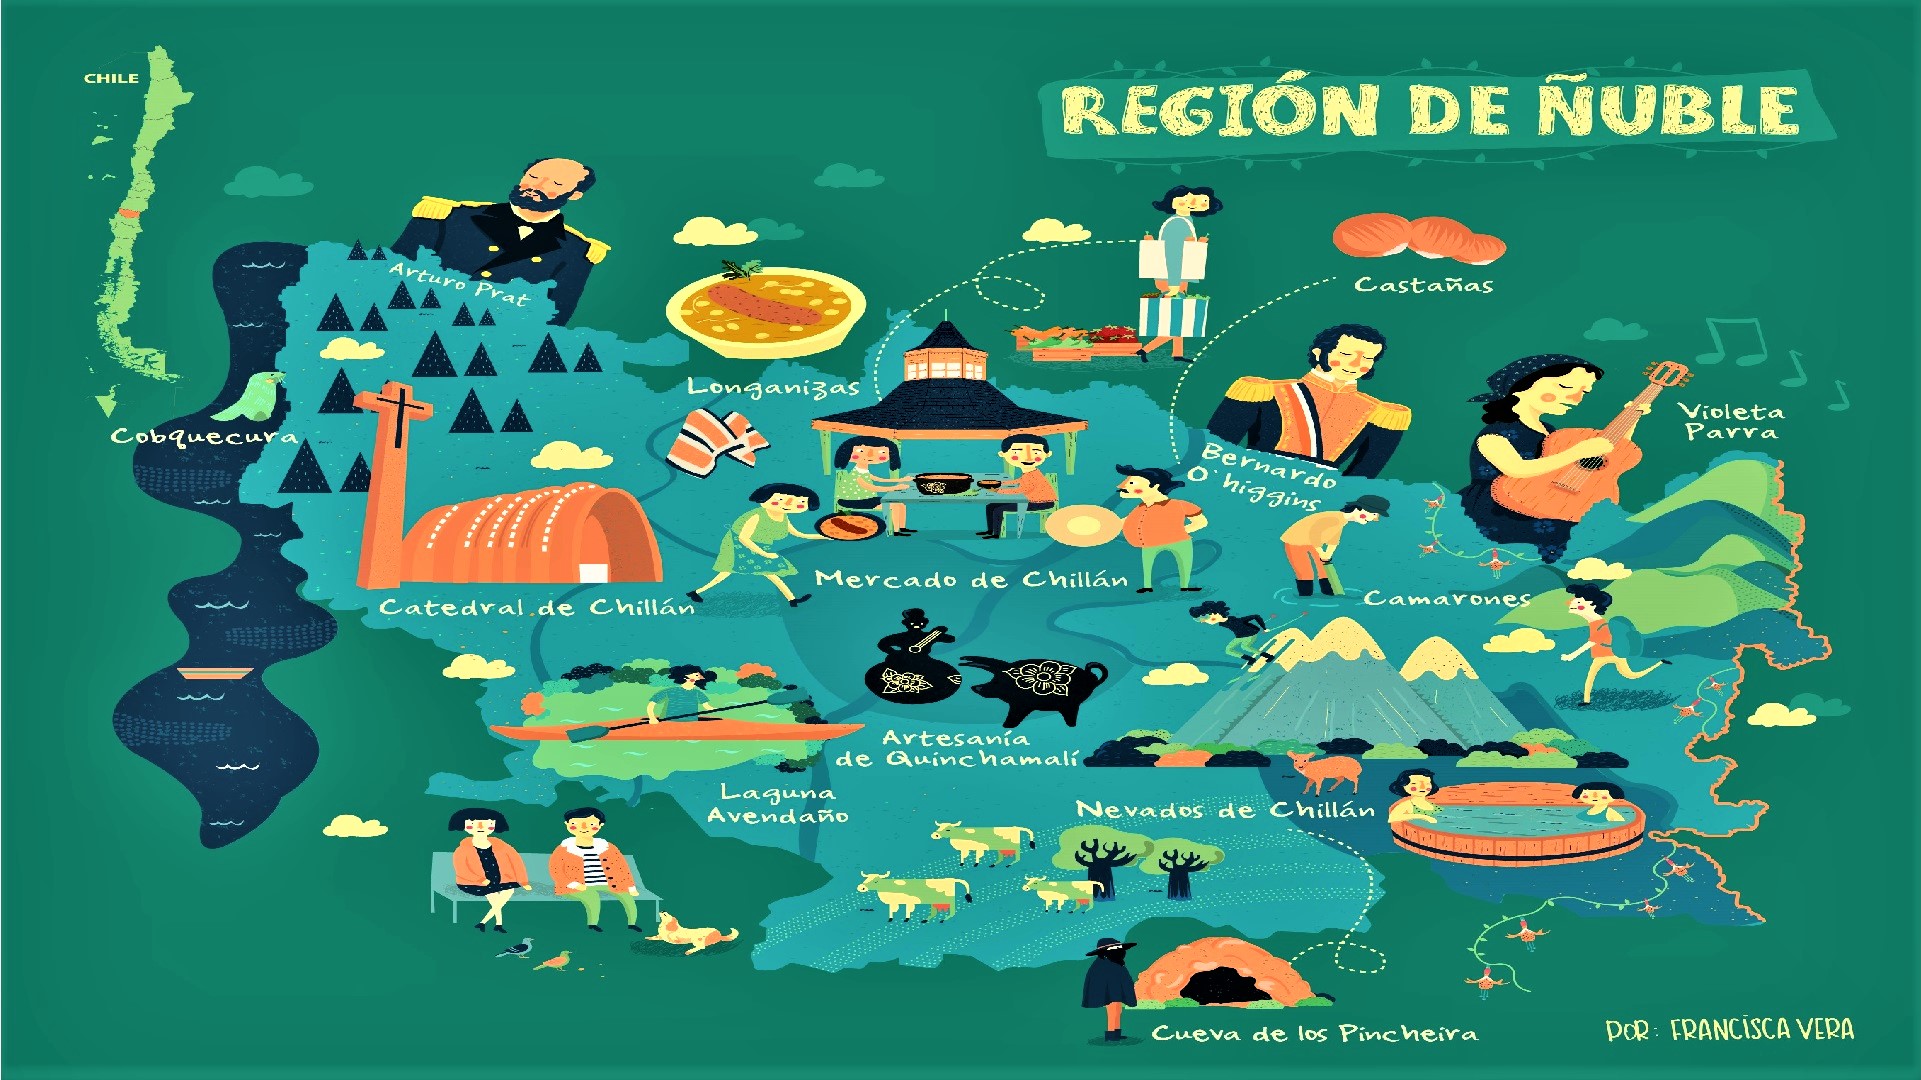 CHILE
REGIÓN DE ÑUBLE
Arturo Prat
Castañas
Longanizas
Violeta
Parra
Cobquecura
Bernardo
O'higgins
Mercado de Chillán
Catedral de Chillán
Camarones
Artesanía
de Quinchamalí
Laguna
Avendaño
Nevados de Chillán
Cueva de los Pincheira
POR: FRANCISCA VERA